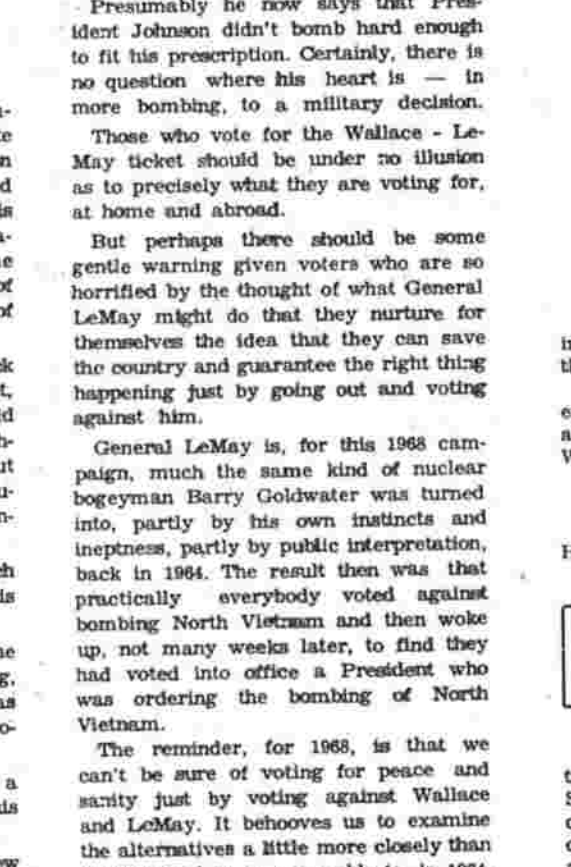 Presumably he now says that Pres-
ident Johnson didn't bomb hard enough
to fit his prescription. Certainly, there is
no question where his heart is — in
more bombing, to a military decision.
Those who vote for the Wallace - Le-
May ticket should be under no illusion
as to precisely what they are voting for,
at home and abroad.
But perhaps there should be some
gentle warning given voters who are so
horrified by the thought of what General
LeMay might do that they nurture for
themselves the idea that they can save
the country and guarantee the right thing
happening just by going out and voting
against him.
General LeMay is, for this 1968 cam-
paign, much the same kind of nuclear
bogeyman Barry Goldwater was turned
into, partly by his own instincts and
ineptness, partly by public interpretation,
back in 1964. The result then was that
practically everybody voted against
bombing North Vietnam and then woke
up, not many weeks later, to find they
had voted into office a President who
was ordering the bombing of North
Vietnam.
The reminder, for 1968, is that we
can't be sure of voting for peace and
sanity just by voting against Wallace
and LeMay. It behooves us to examine
the alternatives a little more closely than